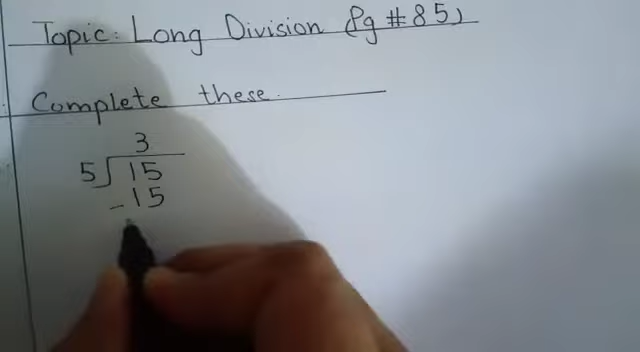 Topic: Long Division (Pg # 85)
Complete these.
3
5)15
-15